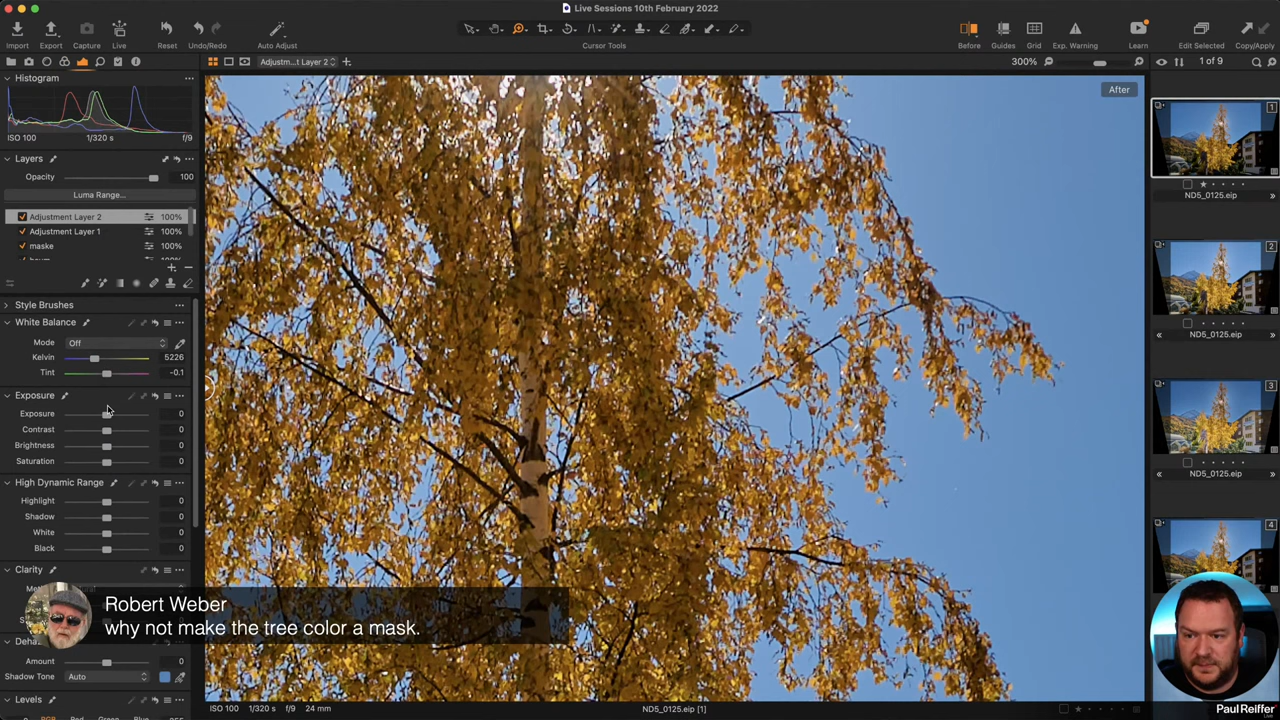 Live Sessions 10th February 2022
Import
Export
Capture
Live
Reset
Undo/Redo
Auto Adjust
Cursor Tools
Before
Guides
Grid
Exp. Warning
Learn
Edit Selected
Copy/Apply
Adjustm...t Layer 2
300%
1 of 9
Histogram
ISO 100
1/320 s
f/9
Layers
Opacity
100
Luma Range...
Adjustment Layer 2
100%
Adjustment Layer 1
100%
maske
100%
Style Brushes
White Balance
Mode
Off
Kelvin
5226
Tint
-0.1
Exposure
Exposure
0
Contrast
0
Brightness
0
Saturation
0
High Dynamic Range
Highlight
0
Shadow
0
White
0
Black
0
Clarity
Robert Weber
why not make the tree color a mask.
Amount
0
Shadow Tone
Auto
Levels
After
1
ND5_0125.eip
2
ND5_0125.eip
3
ND5_0125.eip
4
ISO 100
1/320 s
f/9
24 mm
ND5_0125.eip [1]
PaulReiffer
Live